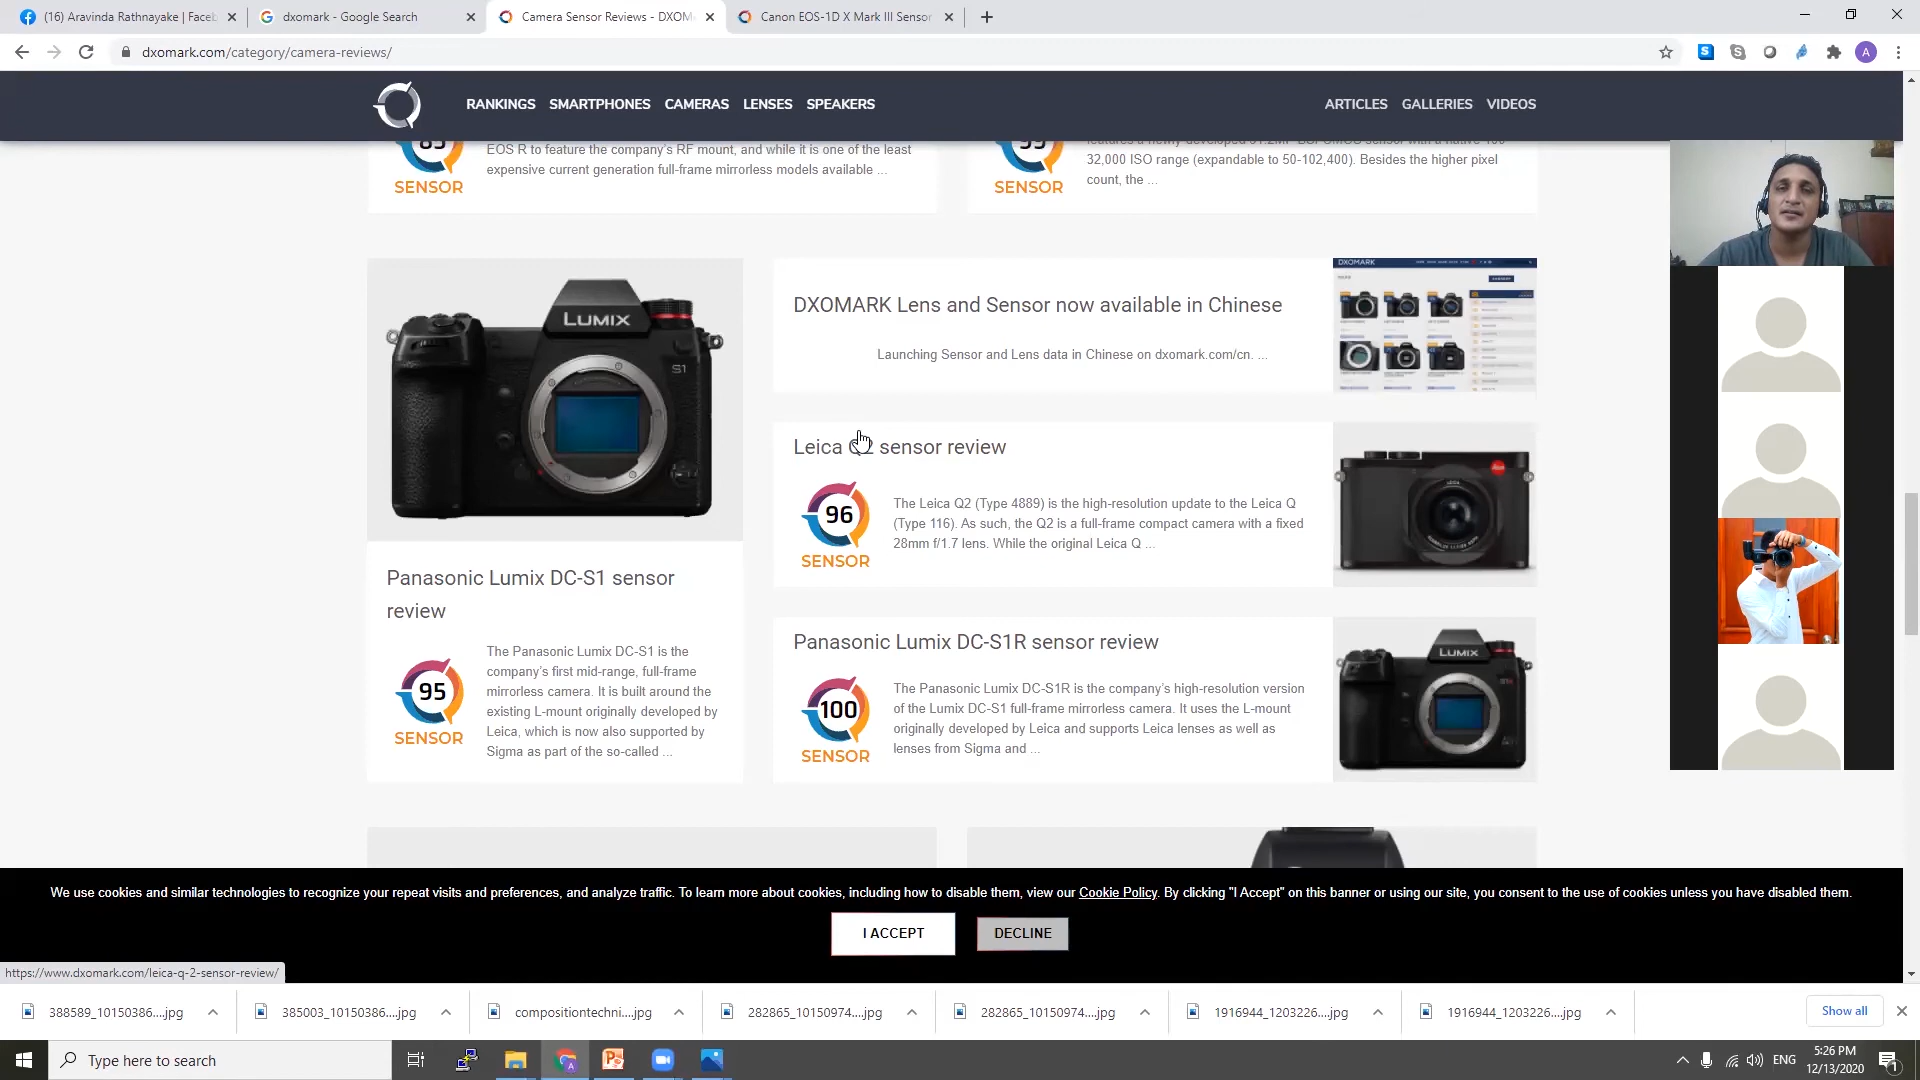 (16) Aravinda Rathnayake | Faceb
dxomark - Google Search
Camera Sensor Reviews - DXOM
Canon EOS-1D X Mark III Sensor
dxomark.com/category/camera-reviews/
S
A
RANKINGS SMARTPHONES CAMERAS LENSES SPEAKERS
ARTICLES GALLERIES VIDEOS
EOS R to feature the company's RF mount, and while it is one of the least
expensive current generation full-frame mirrorless models available ...
SENSOR
32,000 ISO range (expandable to 50-102,400). Besides the higher pixel
count, the ...
SENSOR
LUMIX
S1
Panasonic Lumix DC-S1 sensor
review
95
SENSOR
The Panasonic Lumix DC-S1 is the
company's first mid-range, full-frame
mirrorless camera. It is built around the
existing L-mount originally developed by
Leica, which is now also supported by
Sigma as part of the so-called ...
DXOMARK Lens and Sensor now available in Chinese
Launching Sensor and Lens data in Chinese on dxomark.com/cn. ...
DXOMARK
Leica Q2 sensor review
96
SENSOR
The Leica Q2 (Type 4889) is the high-resolution update to the Leica Q
(Type 116). As such, the Q2 is a full-frame compact camera with a fixed
28mm f/1.7 lens. While the original Leica Q ...
Panasonic Lumix DC-S1R sensor review
100
SENSOR
The Panasonic Lumix DC-S1R is the company's high-resolution version
of the Lumix DC-S1 full-frame mirrorless camera. It uses the L-mount
originally developed by Leica and supports Leica lenses as well as
lenses from Sigma and ...
LUMIX
We use cookies and similar technologies to recognize your repeat visits and preferences, and analyze traffic. To learn more about cookies, including how to disable them, view our Cookie Policy. By clicking "I Accept" on this banner or using our site, you consent to the use of cookies unless you have disabled them.
I ACCEPT
DECLINE
https://www.dxomark.com/leica-q-2-sensor-review/
388589_10150386....jpg
385003_10150386....jpg
compositiontechni....jpg
282865_10150974....jpg
282865_10150974....jpg
1916944_1203226....jpg
1916944_1203226....jpg
Show all
Type here to search
ENG
5:26 PM
12/13/2020
1